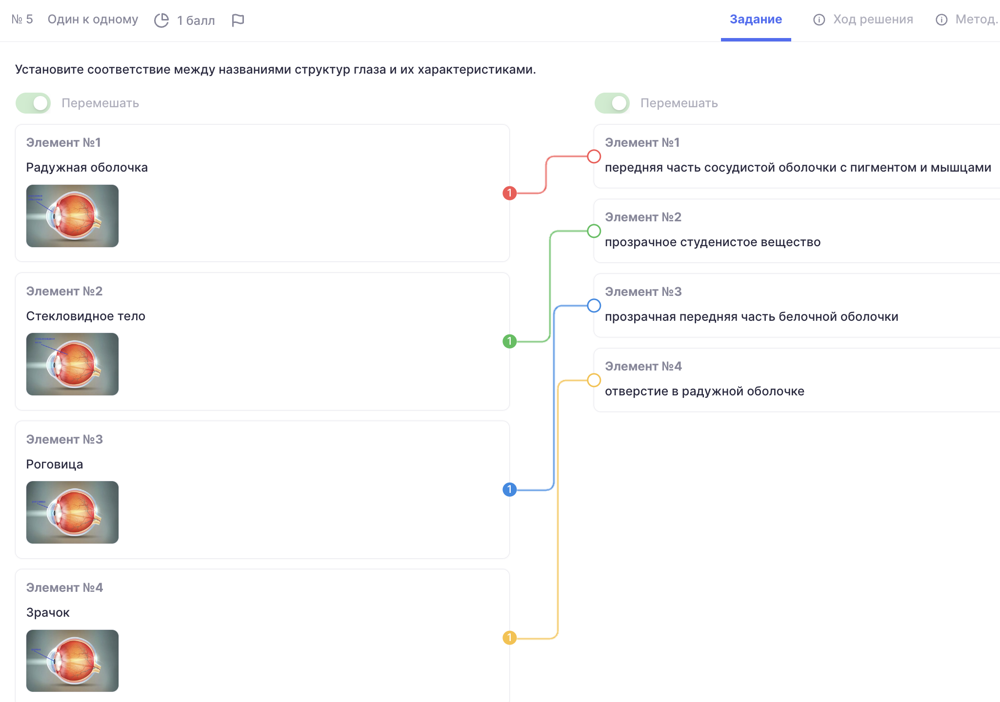 № 5 Один к одному 1 балл Задание Ход решения Метод.
Установите соответствие между названиями структур глаза и их характеристиками.
Перемешать
Перемешать
Элемент №1
Радужная оболочка
радужная
оболочка
1
Элемент №2
Стекловидное тело
стекловидное
тело
1
Элемент №3
Роговица
роговица
1
Элемент №4
Зрачок
зрачок
1
Элемент №1
передняя часть сосудистой оболочки с пигментом и мышцами
Элемент №2
прозрачное студенистое вещество
Элемент №3
прозрачная передняя часть белочной оболочки
Элемент №4
отверстие в радужной оболочке